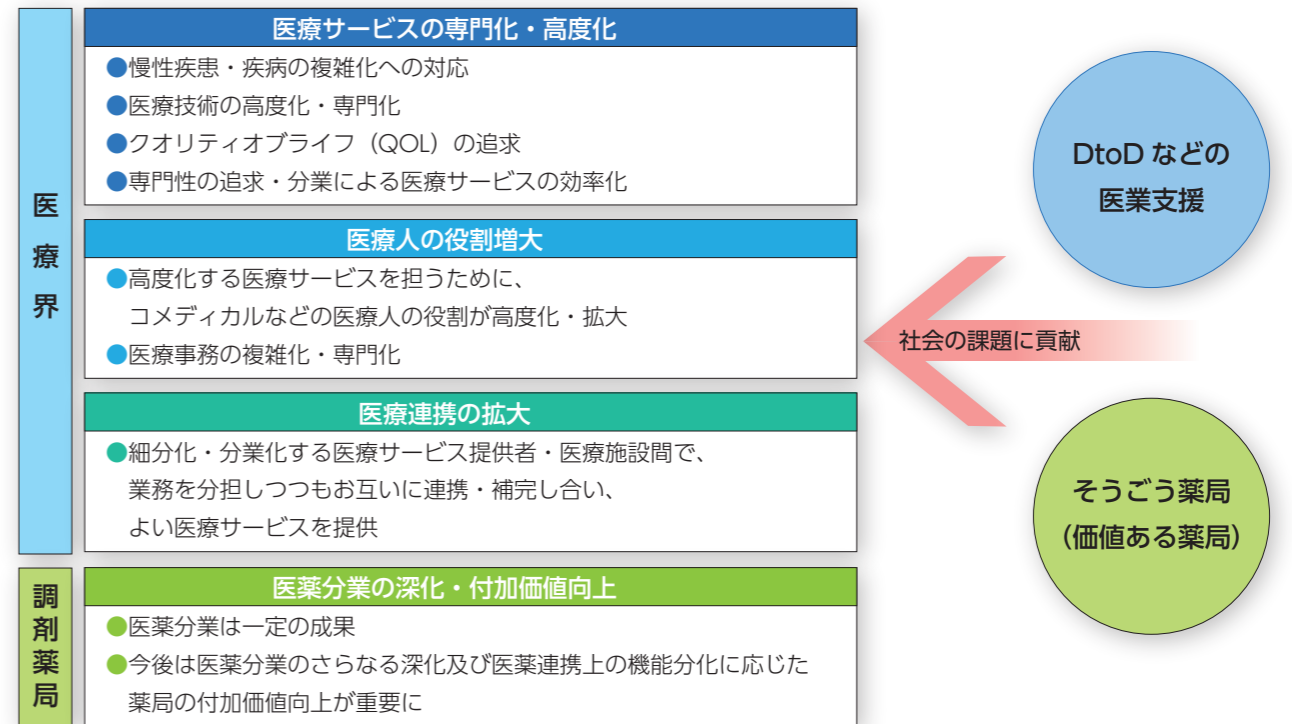 医療界
医療サービスの専門化・高度化
●慢性疾患・疾病の複雑化への対応
●医療技術の高度化・専門化
●クオリティオブライフ（QOL）の追求
●専門性の追求・分業による医療サービスの効率化
医療人の役割増大
●高度化する医療サービスを担うために、
コメディカルなどの医療人の役割が高度化・拡大
●医療事務の複雑化・専門化
医療連携の拡大
●細分化・分業化する医療サービス提供者・医療施設間で、
業務を分担しつつもお互いに連携・補完し合い、
よい医療サービスを提供
調剤薬局
医薬分業の深化・付加価値向上
●医薬分業は一定の成果
●今後は医薬分業のさらなる深化及び医薬連携上の機能分化に応じた
薬局の付加価値向上が重要に
社会の課題に貢献
DtoD などの
医業支援
そうごう薬局
（価値ある薬局）